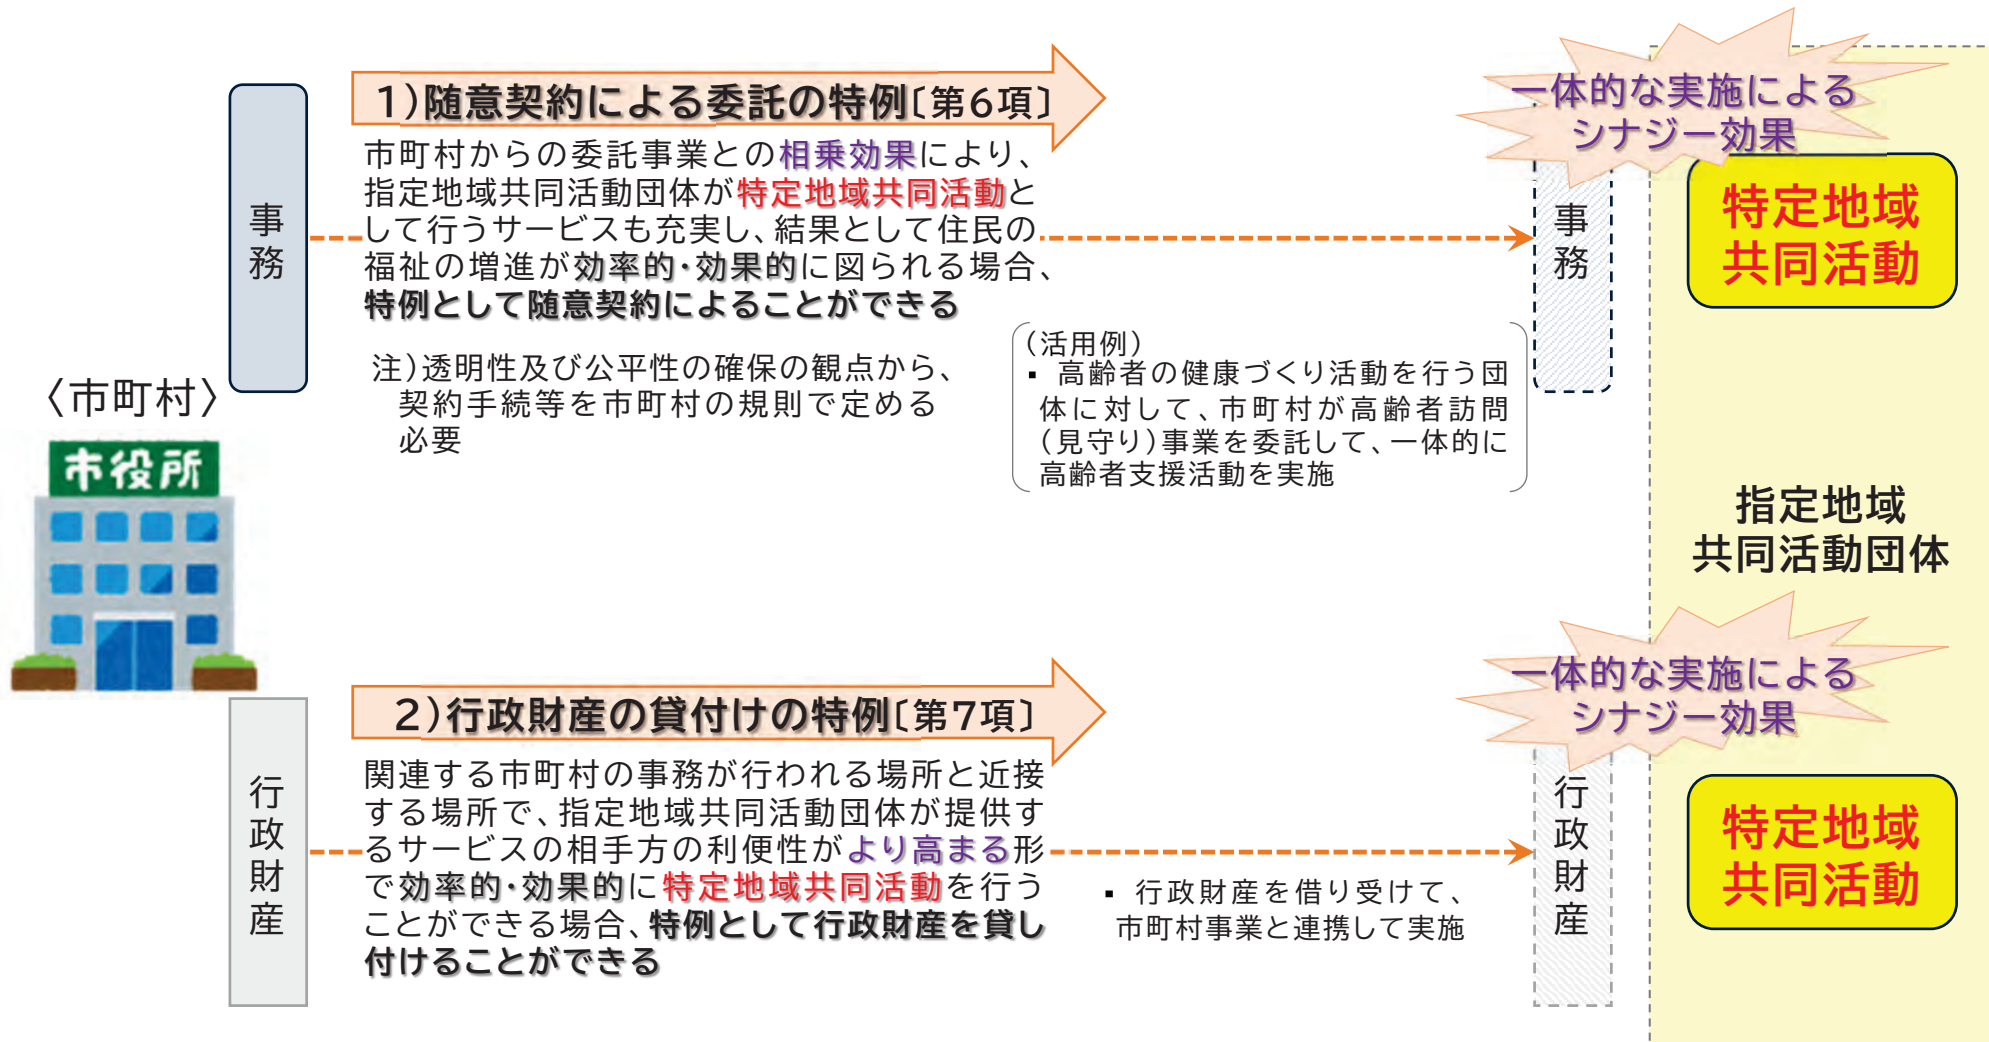 〈市町村〉
市役所
事務
1）随意契約による委託の特例〔第6項〕
市町村からの委託事業との相乗効果により、
指定地域共同活動団体が特定地域共同活動と
して行うサービスも充実し、結果として住民の
福祉の増進が効率的・効果的に図られる場合、
特例として随意契約によることができる
注）透明性及び公平性の確保の観点から、
契約手続等を市町村の規則で定める
必要
（活用例）
▪ 高齢者の健康づくり活動を行う団
体に対して、市町村が高齢者訪問
（見守り）事業を委託して、一体的に
高齢者支援活動を実施
事務
一体的な実施による
シナジー効果
特定地域
共同活動
指定地域
共同活動団体
行政財産
2）行政財産の貸付けの特例〔第7項〕
関連する市町村の事務が行われる場所と近接
する場所で、指定地域共同活動団体が提供す
るサービスの相手方の利便性がより高まる形
で効率的・効果的に特定地域共同活動を行う
ことができる場合、特例として行政財産を貸し
付けることができる
▪ 行政財産を借り受けて、
市町村事業と連携して実施
行政財産
一体的な実施による
シナジー効果
特定地域
共同活動